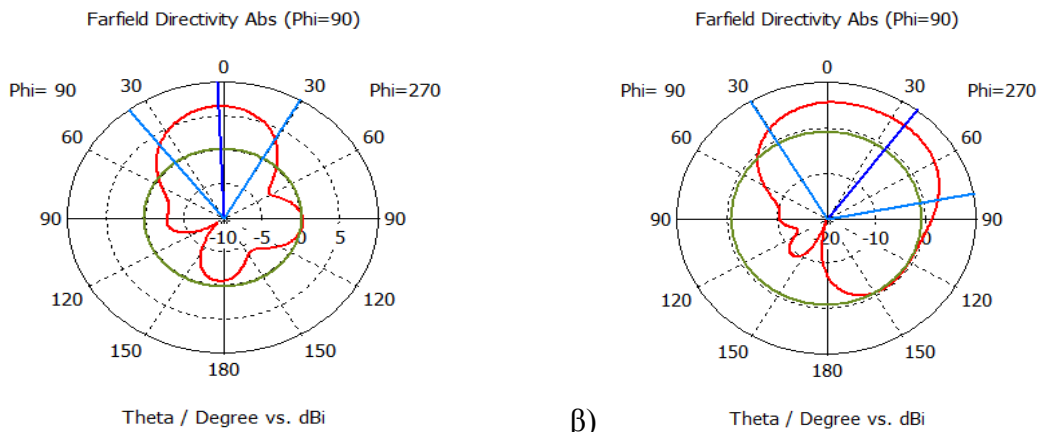 Farfield Directivity Abs (Phi=90)
0
Phi= 90 30 30 Phi=270
60 60
90 90
-10 -5 0 5
120 120
150 150
180
Theta / Degree vs. dBi
Farfield Directivity Abs (Phi=90)
0
Phi= 90 30 30 Phi=270
60 60
90 90
-20 -10 0
120 120
150 150
180
β) Theta / Degree vs. dBi